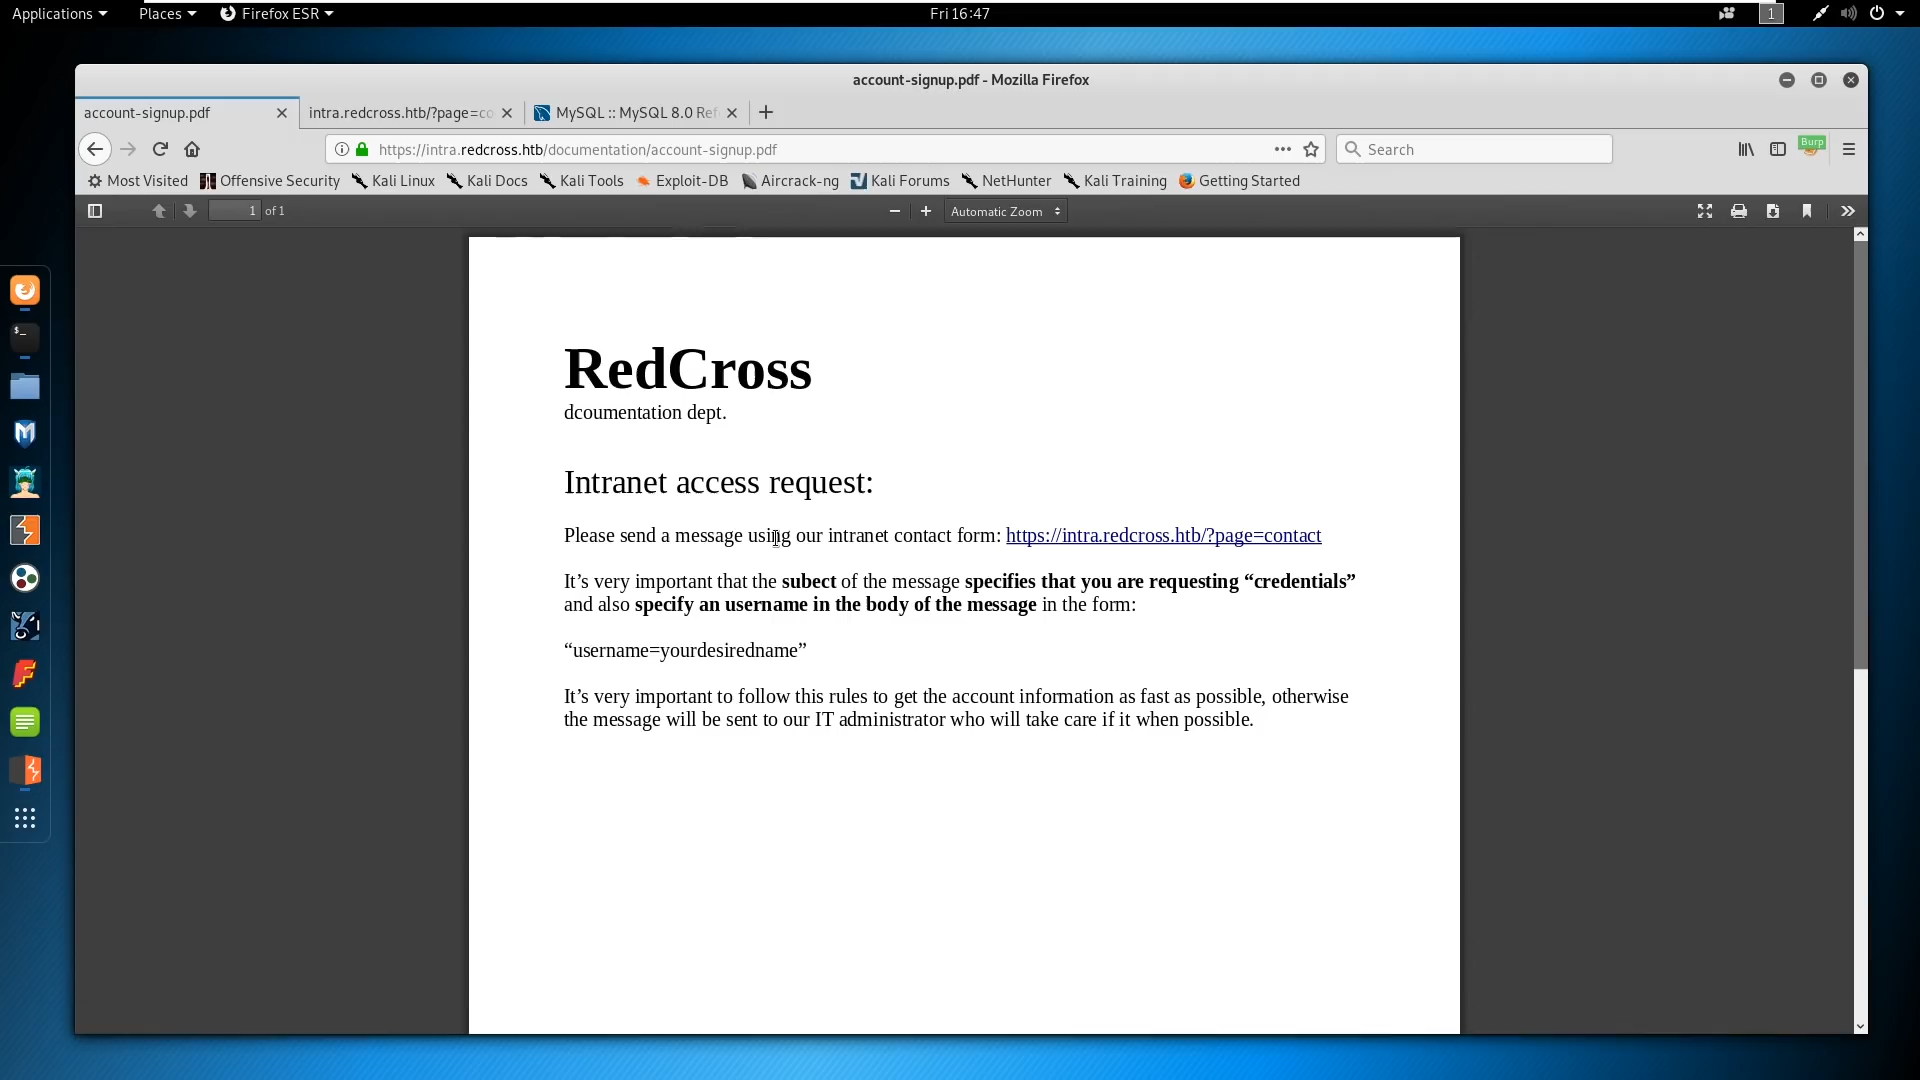 Applications Places Firefox ESR Fri 16:47 1
account-signup.pdf - Mozilla Firefox
account-signup.pdf intra.redcross.htb/?page=co MySQL :: MySQL 8.0 Ref
https://intra.redcross.htb/documentation/account-signup.pdf Search Burp
Most Visited Offensive Security Kali Linux Kali Docs Kali Tools Exploit-DB Aircrack-ng Kali Forums NetHunter Kali Training Getting Started
1 of 1 Automatic Zoom
$_
RedCross
dcoumentation dept.
Intranet access request:
Please send a message using our intranet contact form: https://intra.redcross.htb/?page=contact
It’s very important that the subect of the message specifies that you are requesting “credentials”
and also specify an username in the body of the message in the form:
“username=yourdesiredname”
It’s very important to follow this rules to get the account information as fast as possible, otherwise
the message will be sent to our IT administrator who will take care if it when possible.